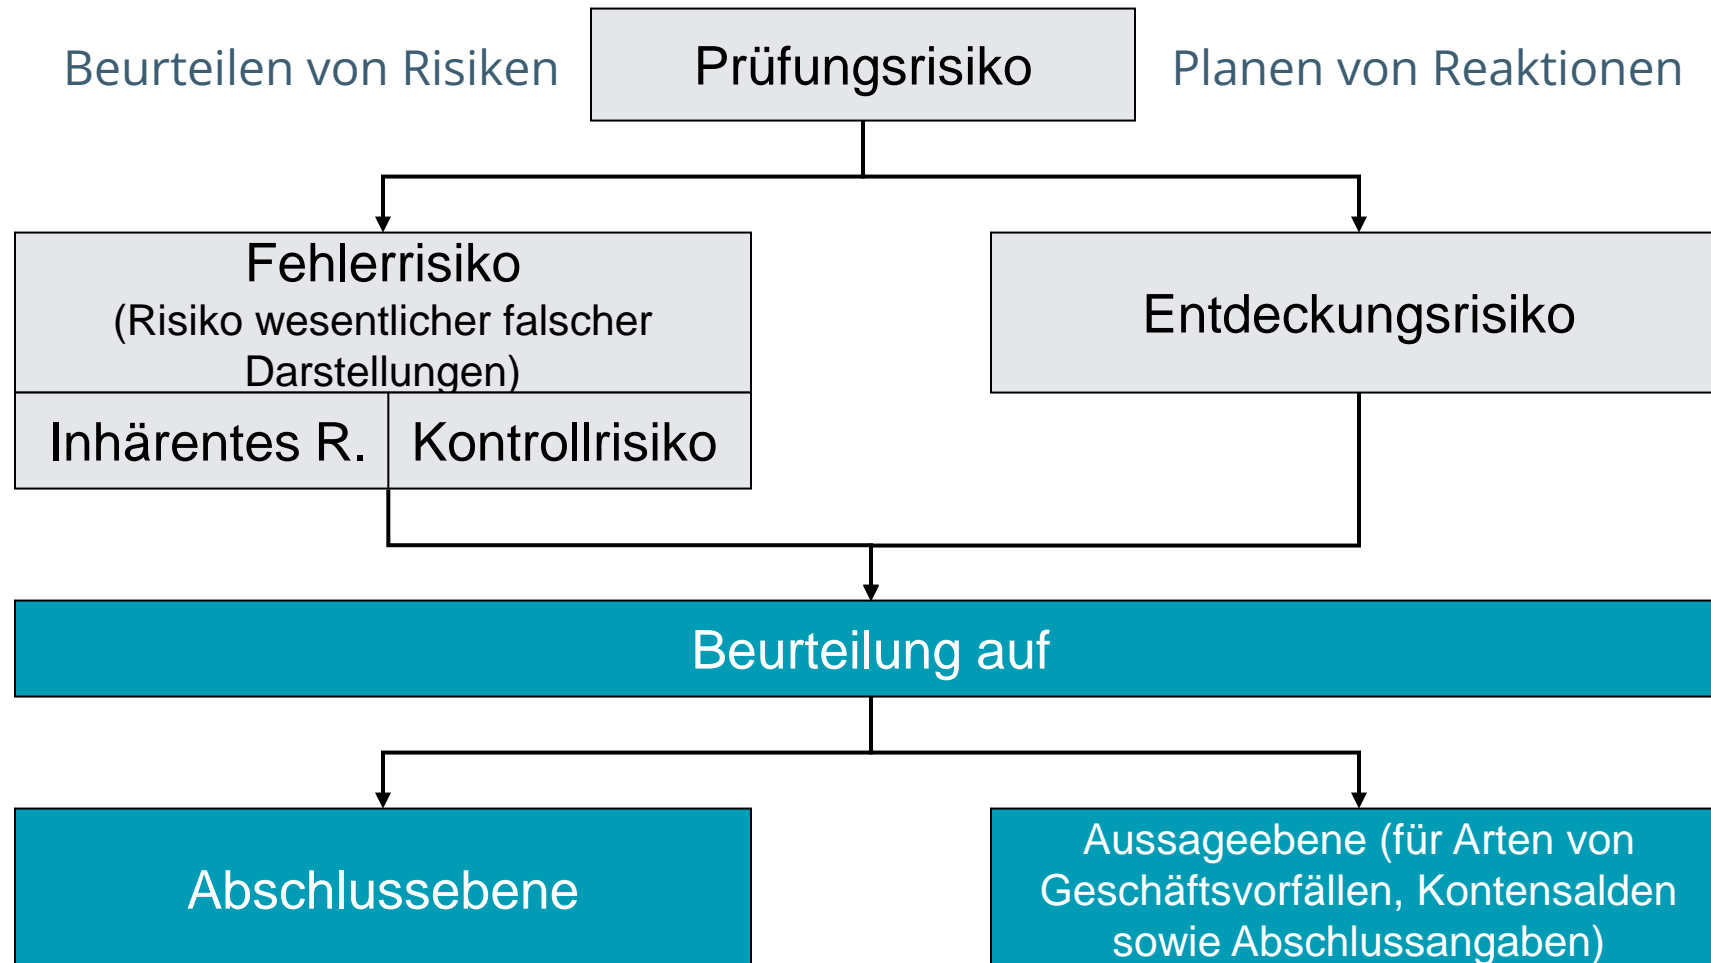 Beurteilen von Risiken
Prüfungsrisiko
Planen von Reaktionen
Fehlerrisiko
(Risiko wesentlicher falscher
Darstellungen)
Inhärentes R.
Kontrollrisiko
Entdeckungsrisiko
Beurteilung auf
Abschlussebene
Aussageebene (für Arten von
Geschäftsvorfällen, Kontensalden
sowie Abschlussangaben)